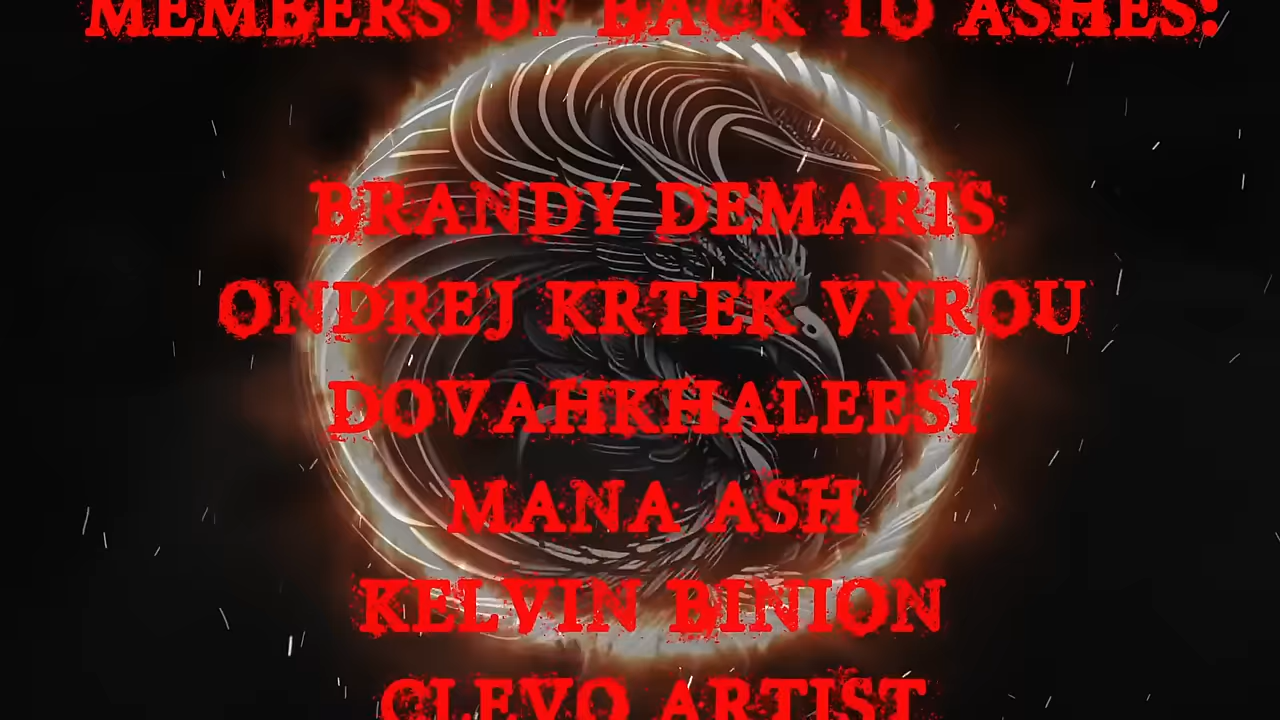 MEMBERS OF BACK TO ASHES:
BRANDY DEMARIS
ONDREJ KRTEK VYROU
DOVAHKHALEESI
MANA ASH
KELVIN BINION
CLEVO ARTIST